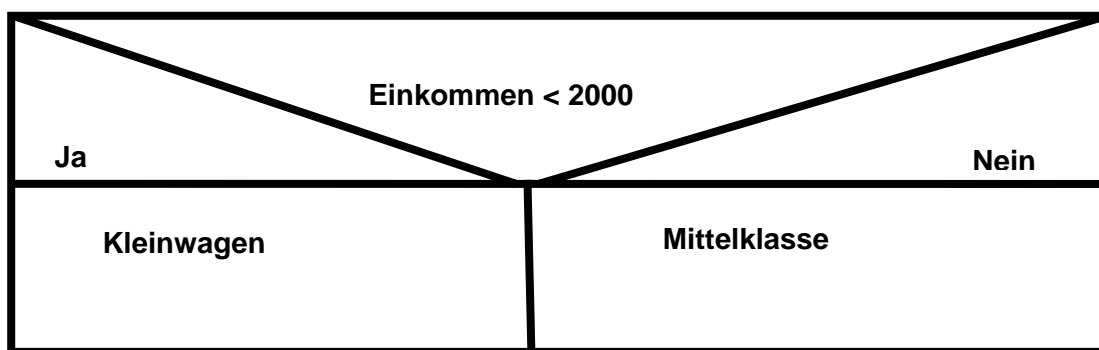 Einkommen < 2000
Ja
Nein
Kleinwagen
Mittelklasse